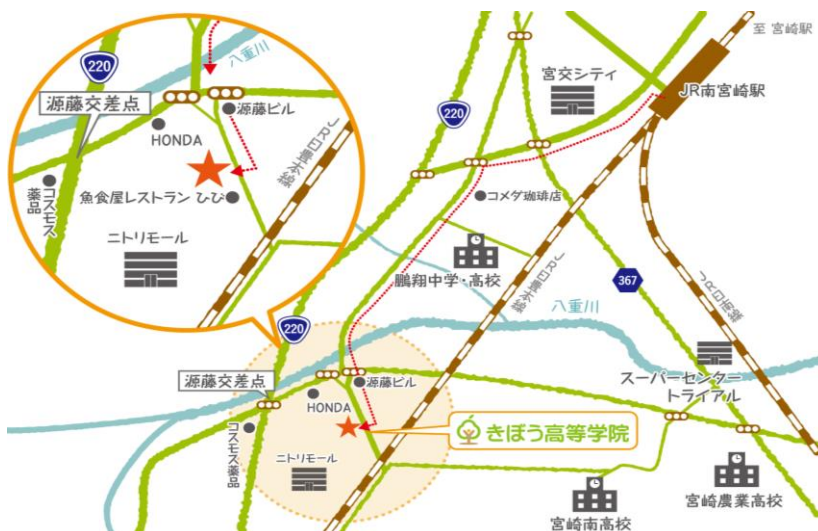 220
八重川
源藤交差点
源藤ビル
HONDA
JR日豊本線
コスモス
薬品
魚食屋レストラン ひび
ニトリモール
至 宮崎駅
JR南宮崎駅
宮交シティ
220
コメダ珈琲店
鵬翔中学・高校
JR日豊本線
367
JR日南線
八重川
220
源藤交差点
源藤ビル
HONDA
スーパーセンター
トライアル
きぼう高等学院
コスモス薬品
ニトリモール
宮崎南高校
宮崎農業高校